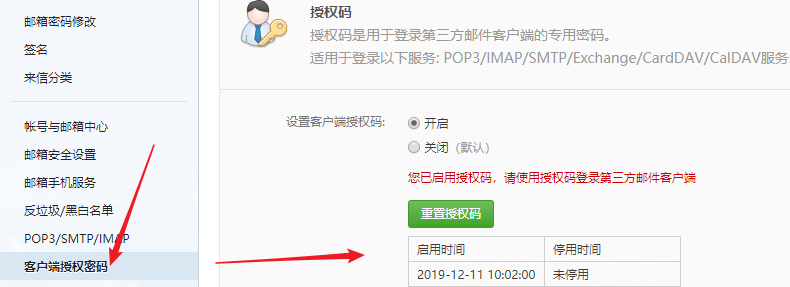 邮箱密码修改
签名
来信分类
帐号与邮箱中心
邮箱安全设置
邮箱手机服务
反垃圾/黑白名单
POP3/SMTP/IMAP
客户端授权密码
授权码
授权码是用于登录第三方邮件客户端的专用密码。
适用于登录以下服务: POP3/IMAP/SMTP/Exchange/CardDAV/CalDAV服务
设置客户端授权码: 开启
关闭（默认）
您已启用授权码，请使用授权码登录第三方邮件客户端
重置授权码
启用时间 停用时间
2019-12-11 10:02:00 未停用